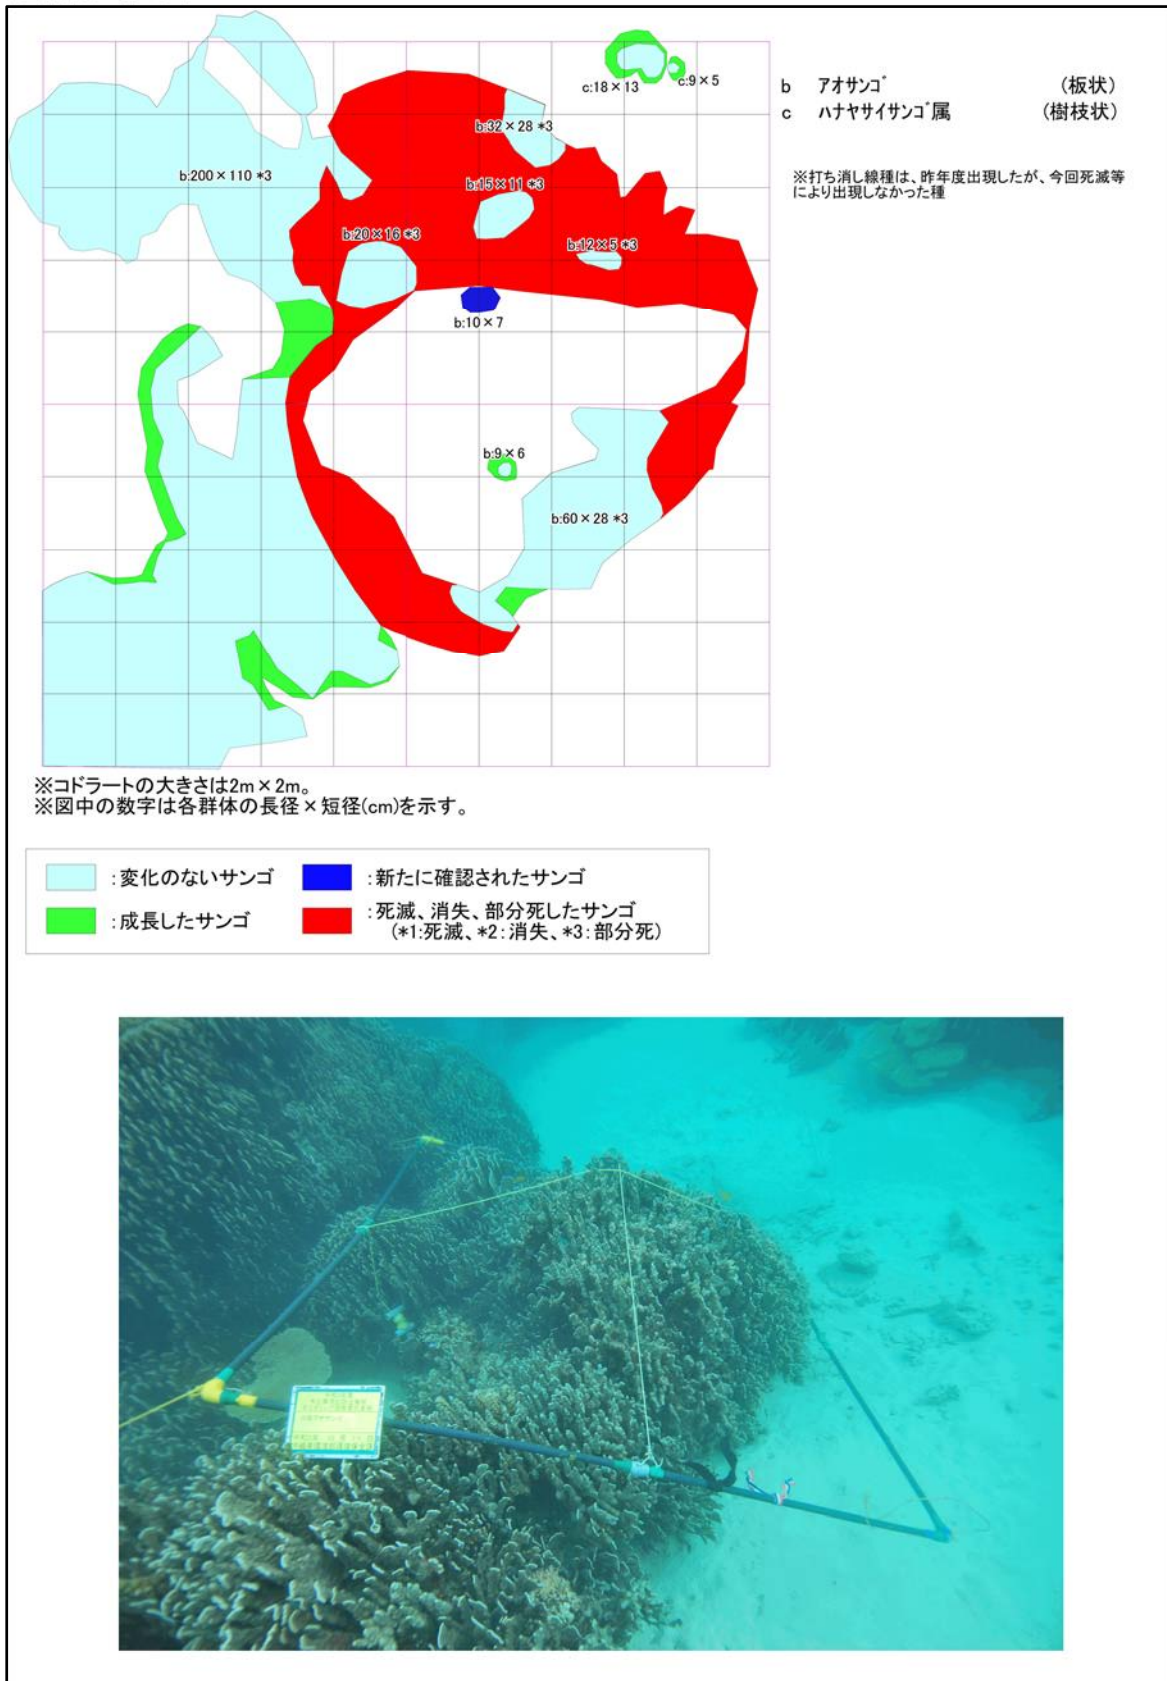 c:18×13
c:9×5
b:32×28 *3
b:200×110 *3
b:15×11 *3
b:20×16 *3
b:12×5 *3
b:10×7
b:9×6
b:60×28 *3
b アオサンゴ (板状)
c ハナヤサイサンゴ属 (樹枝状)
※打ち消し線種は、昨年度出現したが、今回死滅等
により出現しなかった種
※コドラートの大きさは2m×2m。
※図中の数字は各群体の長径×短径(cm)を示す。
:変化のないサンゴ
:新たに確認されたサンゴ
:成長したサンゴ
:死滅、消失、部分死したサンゴ
(*1:死滅、*2:消失、*3:部分死)